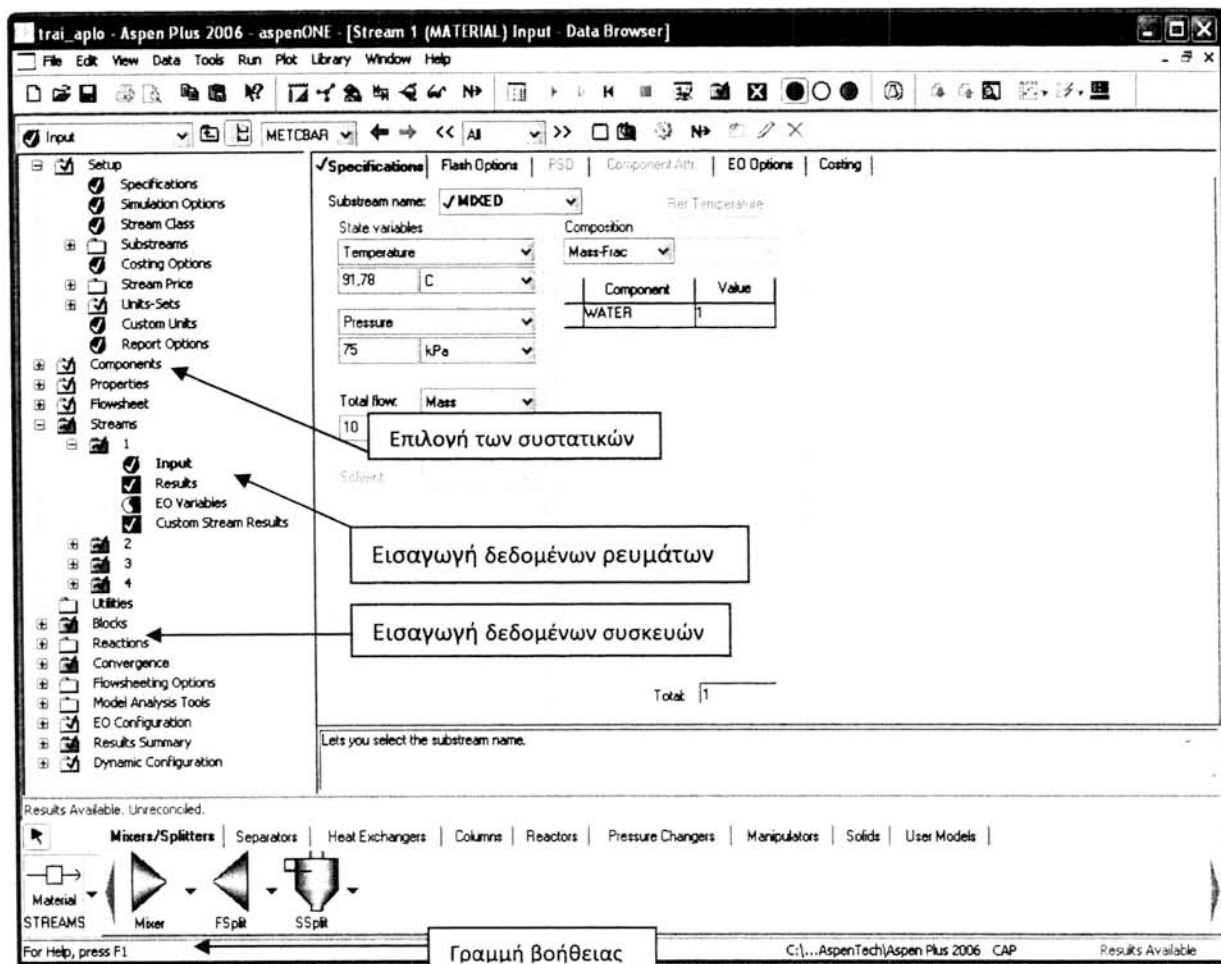 trai_aplo - Aspen Plus 2006 - aspenONE - [Stream 1 (MATERIAL) Input - Data Browser]
File Edit View Data Tools Run Plot Library Window Help
Input METCBAR << All >> N>
Setup
Specifications
Simulation Options
Stream Class
Substreams
Costing Options
Stream Price
Units-Sets
Custom Units
Report Options
Components
Properties
Flowsheet
Streams
1
Input
Results
EO Variables
Custom Stream Results
2
3
4
Utilities
Blocks
Reactions
Convergence
Flowsheeting Options
Model Analysis Tools
EO Configuration
Results Summary
Dynamic Configuration
Specifications Flash Options PSD Component Attr. EO Options Costing
Substream name: MIXED Ref Temperature
State variables Composition
Temperature Mass-Frac
91,78 C
Component Value
WATER 1
Pressure
75 kPa
Total flow: Mass
10
Solvent:
Επιλογή των συστατικών
Εισαγωγή δεδομένων ρευμάτων
Εισαγωγή δεδομένων συσκευών
Total: 1
Lets you select the substream name.
Results Available. Unreconciled.
Mixers/Splitters Separators Heat Exchangers Columns Reactors Pressure Changers Manipulators Solids User Models
Material
STREAMS Mixer FSplit SSplit
For Help, press F1 Γραμμή βοήθειας C:\...AspenTech\Aspen Plus 2006 CAP Results Available